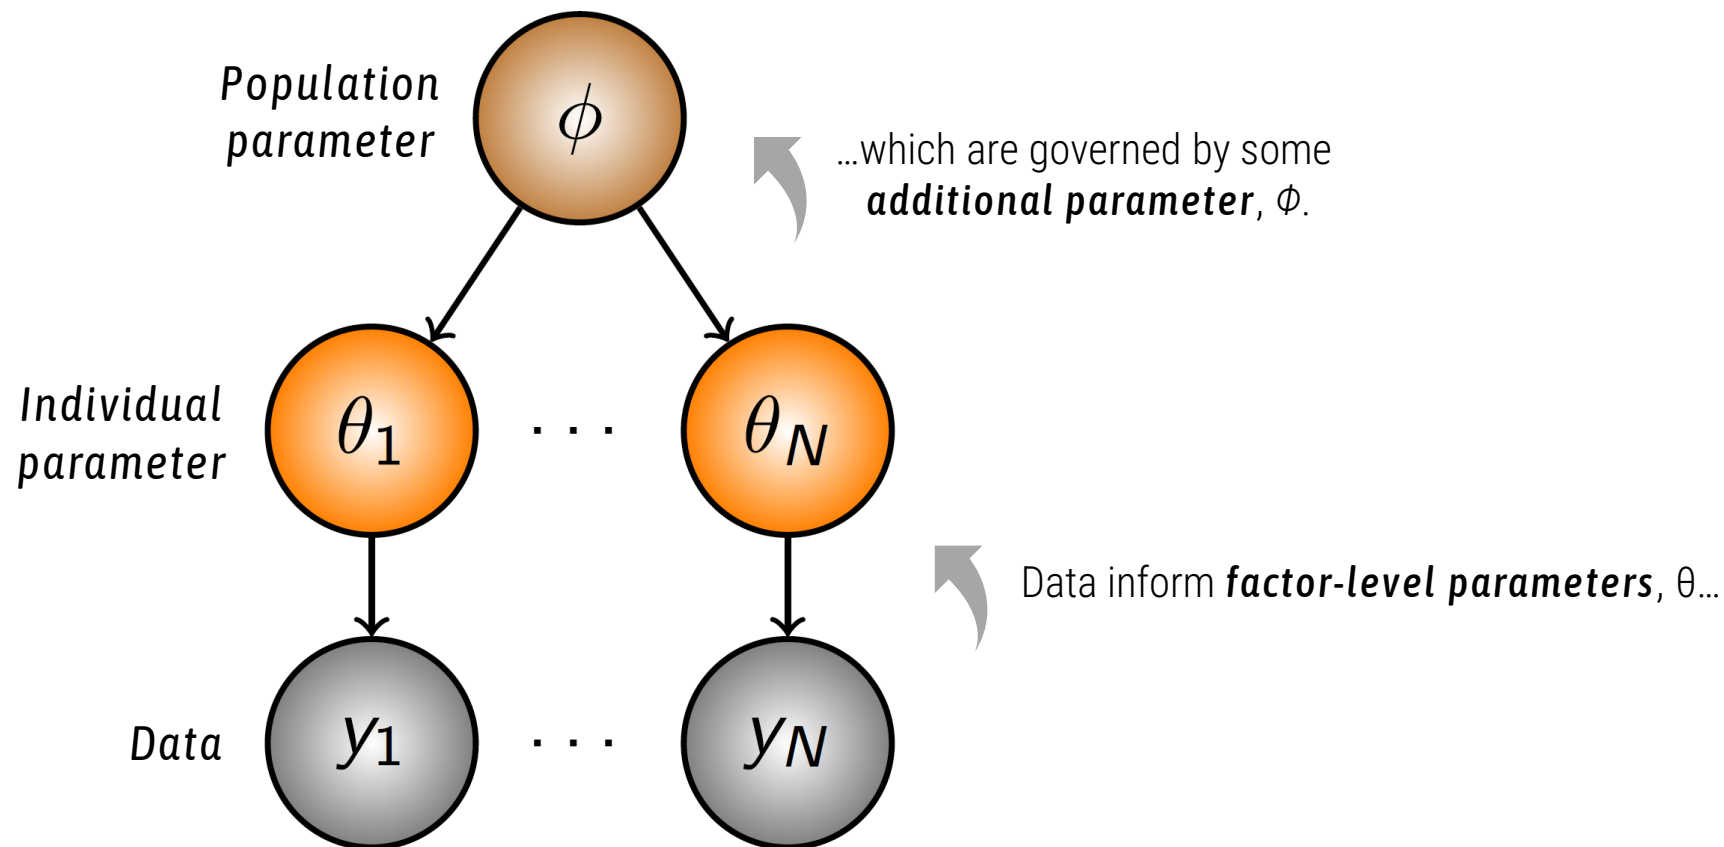 Population
parameter
ϕ
…which are governed by some
additional parameter, Φ.
Individual
parameter
θ1 . . . θN
Data inform factor-level parameters, θ…
Data
y1 . . . yN